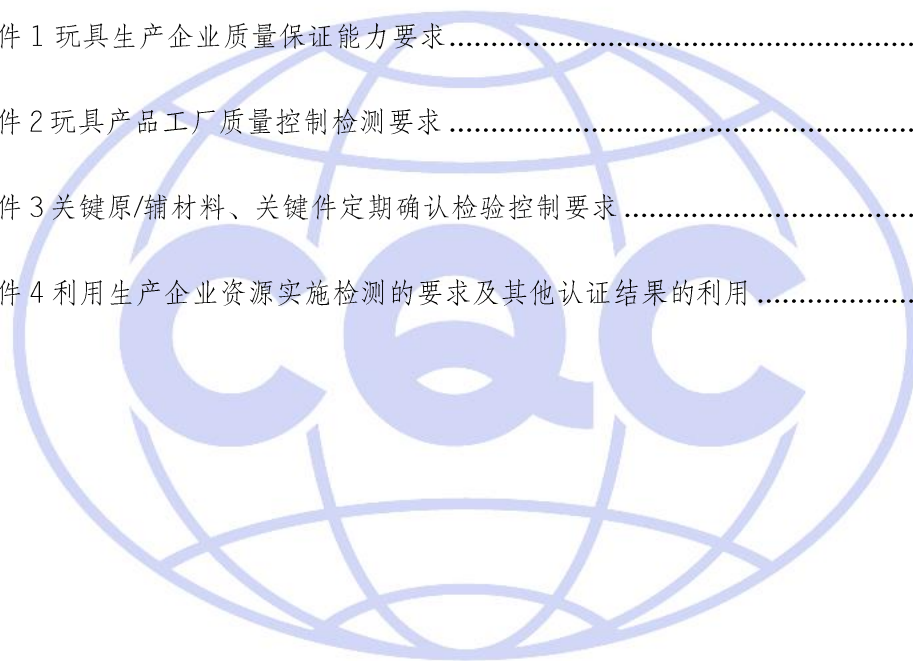 件 1 玩具生产企业质量保证能力要求
件 2 玩具产品工厂质量控制检测要求
件 3 关键原/辅材料、关键件定期确认检验控制要求
件 4 利用生产企业资源实施检测的要求及其他认证结果的利用
CQC